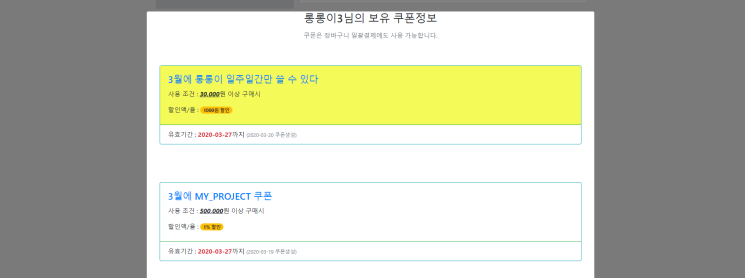 롱롱이3님의 보유 쿠폰정보
쿠폰은 장바구니 일괄결제에도 사용 가능합니다.
3월에 롱롱이 일주일간만 쓸 수 있다
사용 조건 : 30,000원 이상 구매시
할인액/율 : 3000원 할인
유효기간 : 2020-03-27까지 (2020-03-20 쿠폰생성)
3월에 MY_PROJECT 쿠폰
사용 조건 : 500,000원 이상 구매시
할인액/율 : 5% 할인
유효기간 : 2020-03-27까지 (2020-03-19 쿠폰생성)